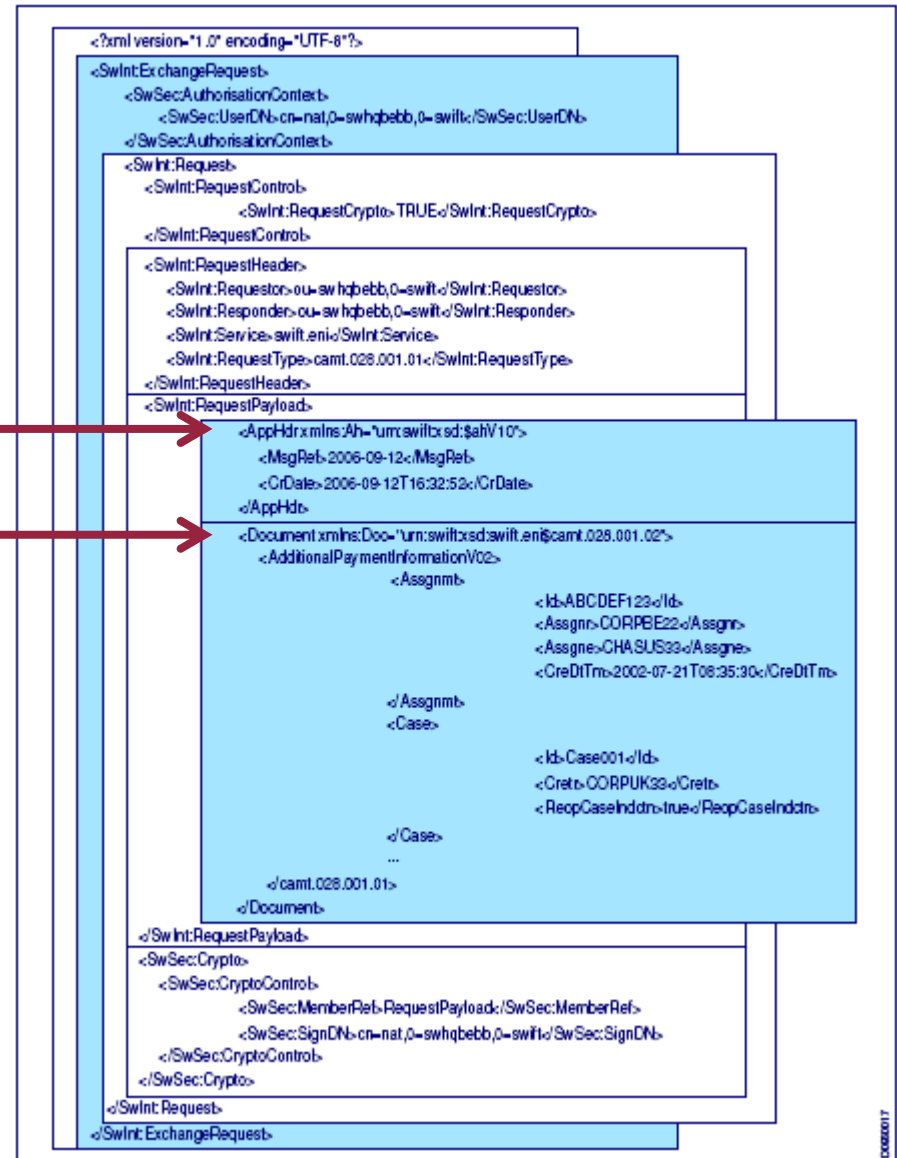 <?xml version="1.0" encoding="UTF-8"?>
<SwInt:ExchangeRequest>
<SwSec:AuthorisationContext>
<SwSec:UserDN>cn=nat,0=swhqbebb,0=swift</SwSec:UserDN>
</SwSec:AuthorisationContext>
<SwInt:Request>
<SwInt:RequestControl>
<SwInt:RequestCrypto>TRUE</SwInt:RequestCrypto>
</SwInt:RequestControl>
<SwInt:RequestHeader>
<SwInt:Requestor>ou=swhqbebb,0=swift</SwInt:Requestor>
<SwInt:Responder>ou=swhqbebb,0=swift</SwInt:Responder>
<SwInt:Service>swift.eni</SwInt:Service>
<SwInt:RequestType>camt.028.001.01</SwInt:RequestType>
</SwInt:RequestHeader>
<SwInt:RequestPayload>
<AppHdr xmlns:Ah="urn:swift:xsd:$ahV10">
<MsgRef>2006-09-12</MsgRef>
<CrDate>2006-09-12T16:32:52</CrDate>
</AppHdr>
<Document xmlns:Doc="urn:swift:xsd:swift.eni$camt.028.001.02">
<AdditionalPaymentInformationV02>
<Assgnmt>
<Id>ABCDEF123</Id>
<Assgnr>CORPBE22</Assgnr>
<Assgne>CHASUS33</Assgne>
<CreDtTm>2002-07-21T08:35:30</CreDtTm>
</Assgnmt>
<Case>
<Id>Case001</Id>
<Cretr>CORPUK33</Cretr>
<ReopCaseIndctn>true</ReopCaseIndctn>
</Case>
...
</camt.028.001.01>
</Document>
</SwInt:RequestPayload>
<SwSec:Crypto>
<SwSec:CryptoControl>
<SwSec:MemberRef>RequestPayload</SwSec:MemberRef>
<SwSec:SignDN>cn=nat,0=swhqbebb,0=swift</SwSec:SignDN>
</SwSec:CryptoControl>
</SwSec:Crypto>
</SwInt:Request>
</SwInt:ExchangeRequest>